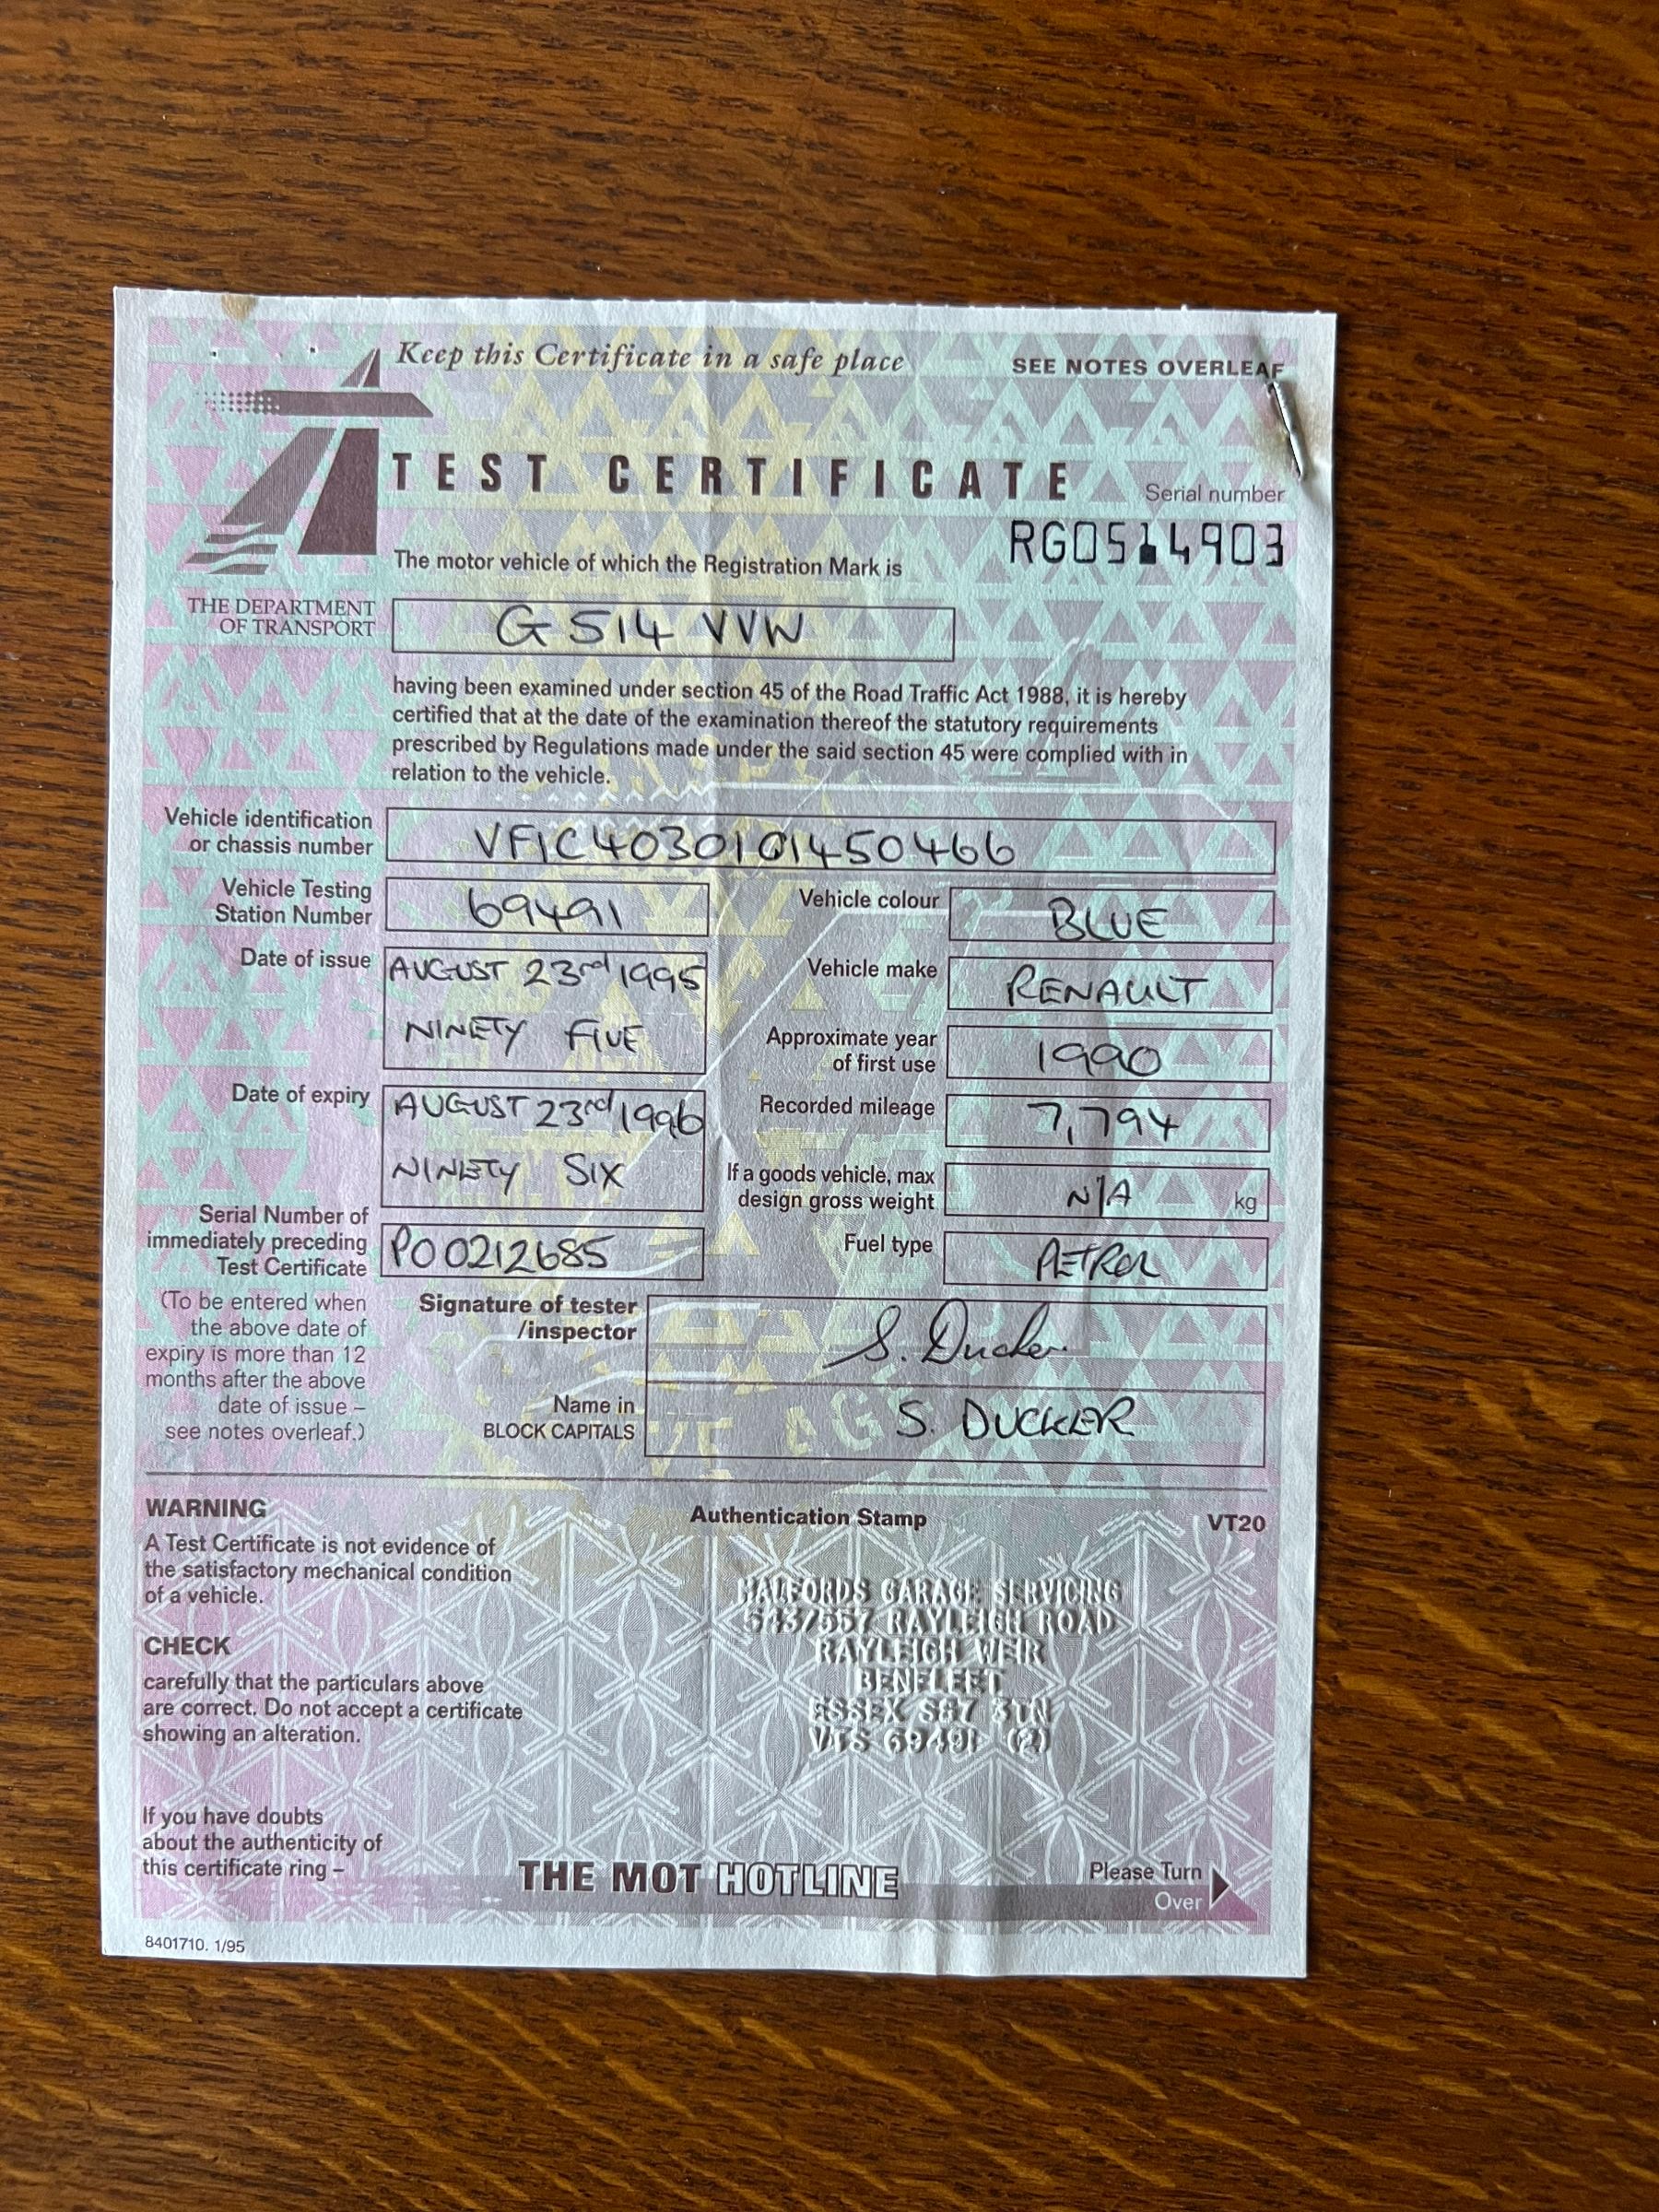 Keep this Certificate in a safe place
SEE NOTES OVERLEAF
TEST CERTIFICATE
Serial number
RG0514903
THE DEPARTMENT
OF TRANSPORT
The motor vehicle of which the Registration Mark is
G514 VVW
having been examined under section 45 of the Road Traffic Act 1988, it is hereby
certified that at the date of the examination thereof the statutory requirements
prescribed by Regulations made under the said section 45 were complied with in
relation to the vehicle.
Vehicle identification
or chassis number
VF1C4030101450466
Vehicle Testing
Station Number
69491
Vehicle colour
BLUE
Date of issue
AUGUST 23rd 1995
NINETY FIVE
Vehicle make
RENAULT
Approximate year
of first use
1990
Date of expiry
AUGUST 23rd 1996
NINETY SIX
Recorded mileage
7,794
If a goods vehicle, max
design gross weight
N/A
kg
Serial Number of
immediately preceding
Test Certificate
PO0212685
Fuel type
PETROL
(To be entered when
the above date of
expiry is more than 12
months after the above
date of issue –
see notes overleaf.)
Signature of tester
/inspector
S. Ducker
Name in
BLOCK CAPITALS
S. DUCKER
WARNING
A Test Certificate is not evidence of
the satisfactory mechanical condition
of a vehicle.
CHECK
carefully that the particulars above
are correct. Do not accept a certificate
showing an alteration.
If you have doubts
about the authenticity of
this certificate ring –
Authentication Stamp
VT20
HALFORDS GARAGE SERVICING
543/557 RAYLEIGH ROAD
RAYLEIGH WEIR
BENFLEET
ESSEX SS7 3TN
VTS 69491 (2)
THE MOT HOTLINE
Please Turn
Over
8401710. 1/95